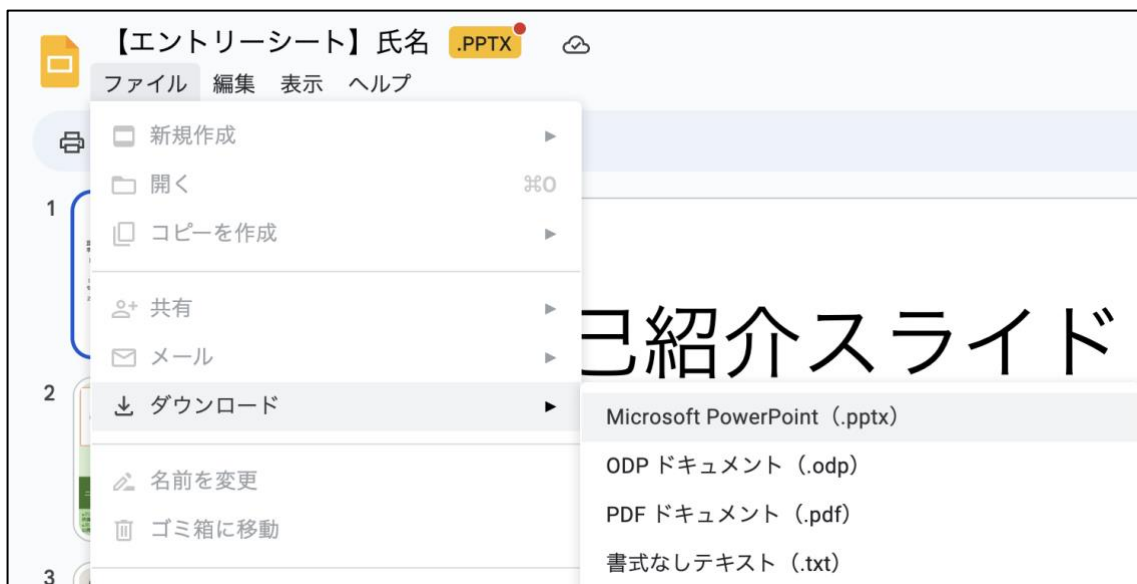 【エントリーシート】氏名 .PPTX
ファイル 編集 表示 ヘルプ
新規作成
開く ⌘O
コピーを作成
1
共有
己紹介スライド
メール
2
ダウンロード
Microsoft PowerPoint（.pptx）
ODP ドキュメント（.odp）
名前を変更
PDF ドキュメント（.pdf）
ゴミ箱に移動
書式なしテキスト（.txt）
3